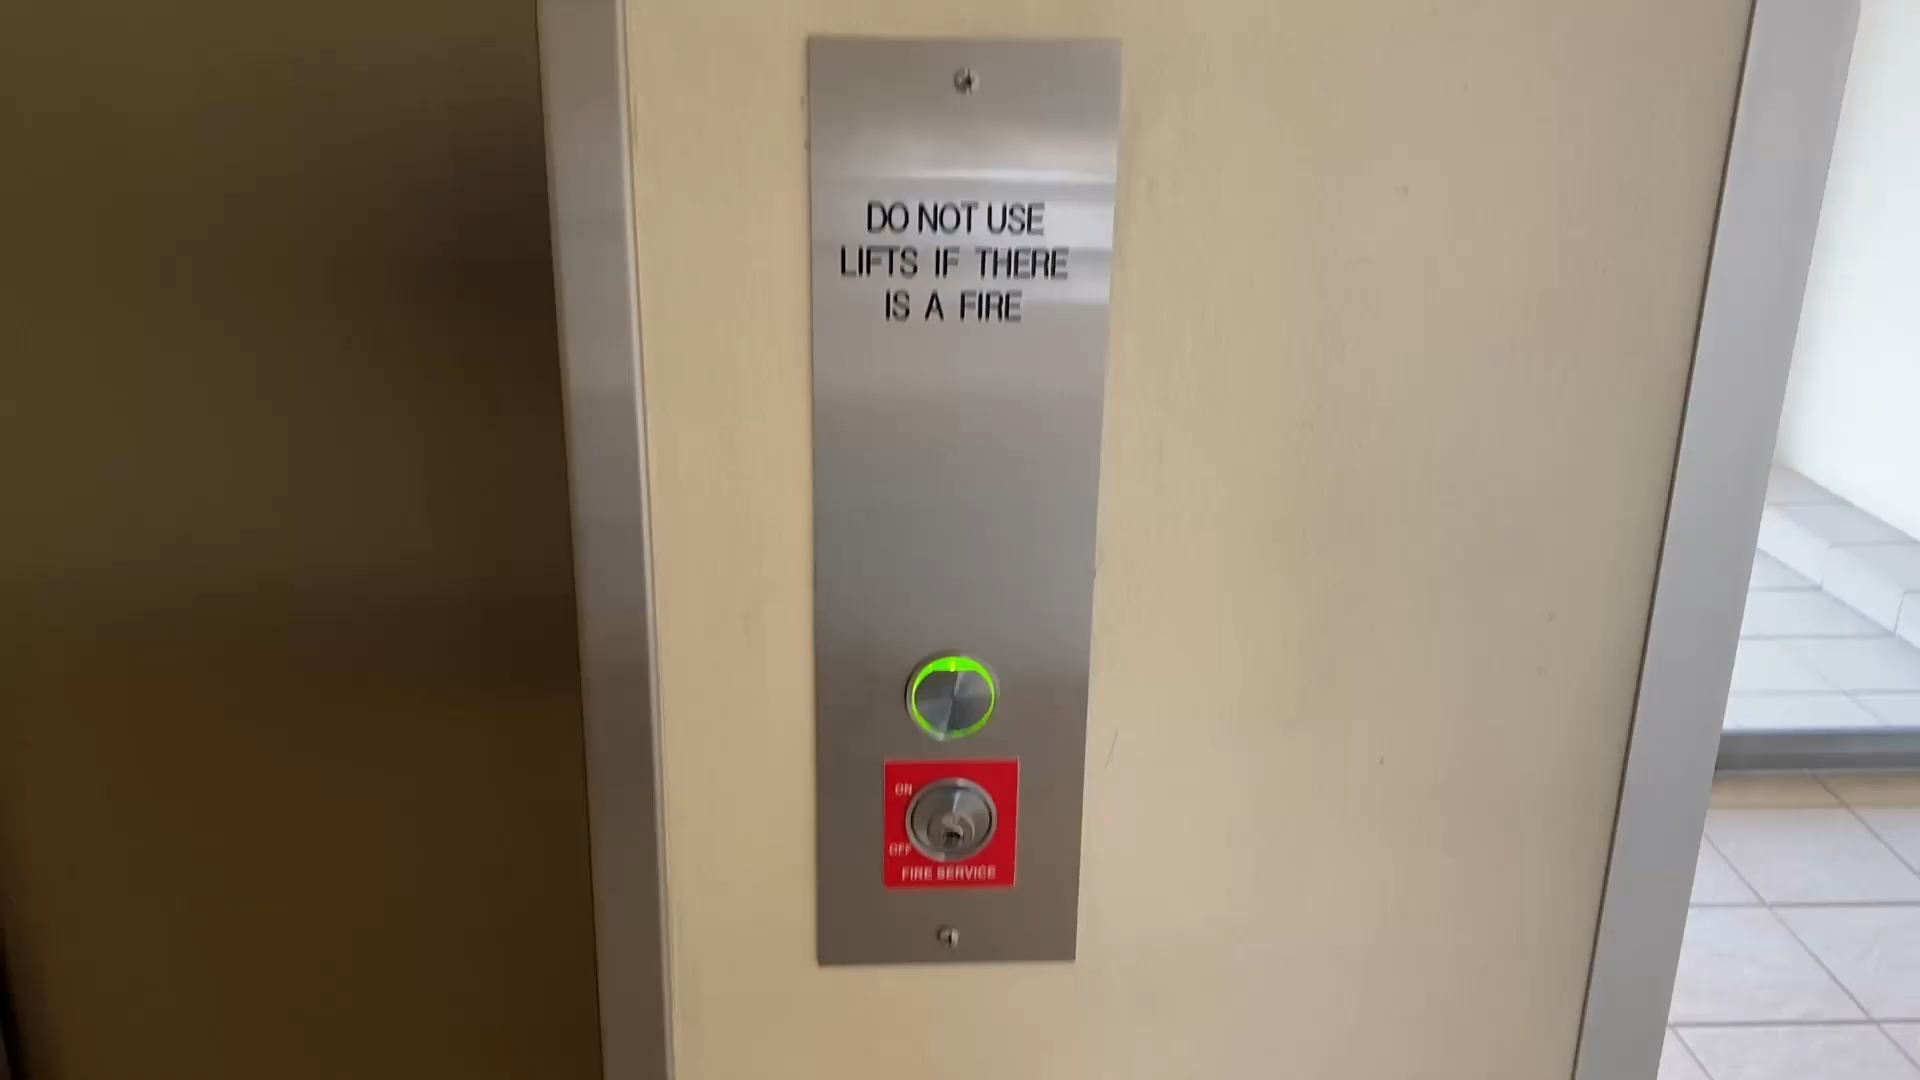 DO NOT USE
LIFTS IF THERE
IS A FIRE
ON
OFF
FIRE SERVICE